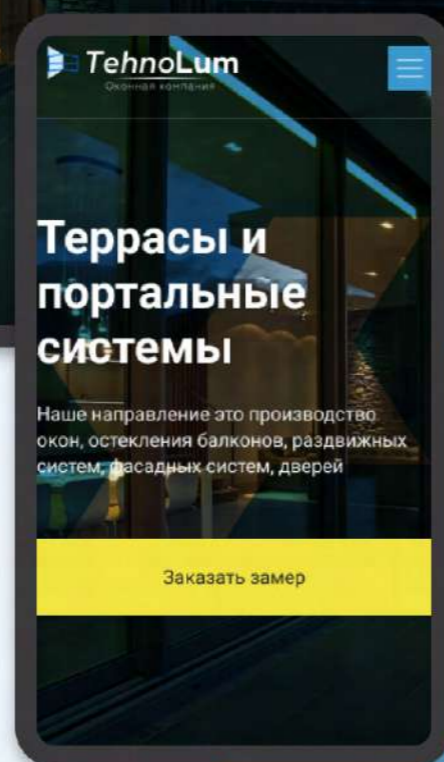 TehnoLum
Оконная компания
Террасы и
портальные
системы
Наше направление это производство
окон, остекления балконов, раздвижных
систем, фасадных систем, дверей
Заказать замер